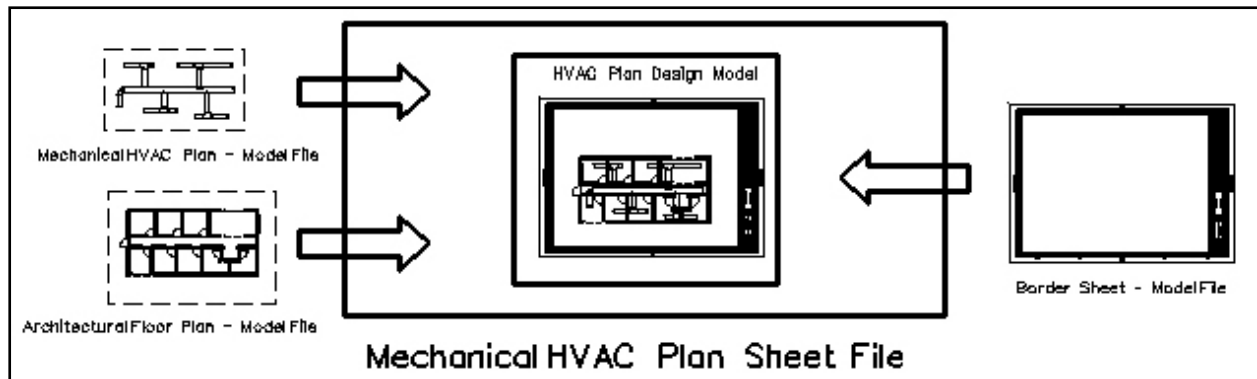 HVAC Plan Design Model
Mechanical HVAC Plan - Model File
Architectural Floor Plan - Model File
Border Sheet - Model File
Mechanical HVAC Plan Sheet File